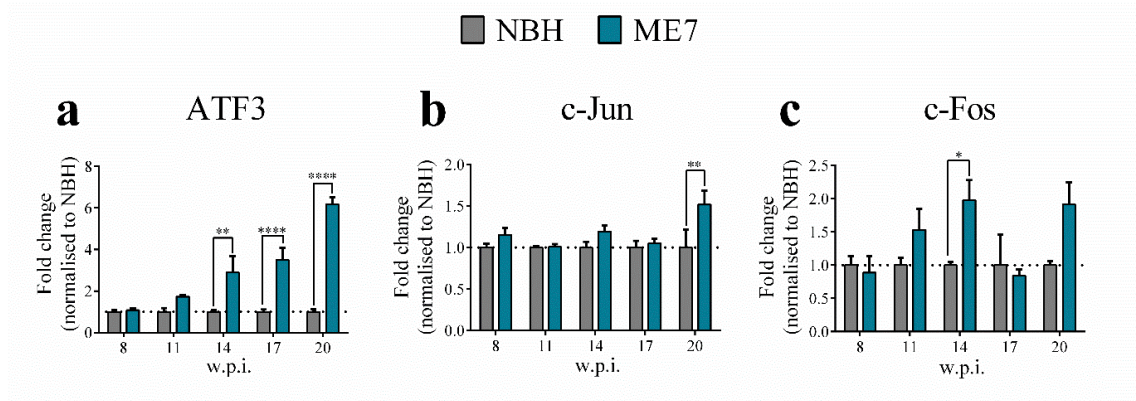 NBH ME7
a ATF3
Fold change
(normalised to NBH)
8
6
4
2
0
** **** ****
8 11 14 17 20
w.p.i.
b c-Jun
Fold change
(normalised to NBH)
2.0
1.5
1.0
0.5
0.0
**
8 11 14 17 20
w.p.i.
c c-Fos
Fold change
(normalised to NBH)
2.5
2.0
1.5
1.0
0.5
0.0
*
8 11 14 17 20
w.p.i.